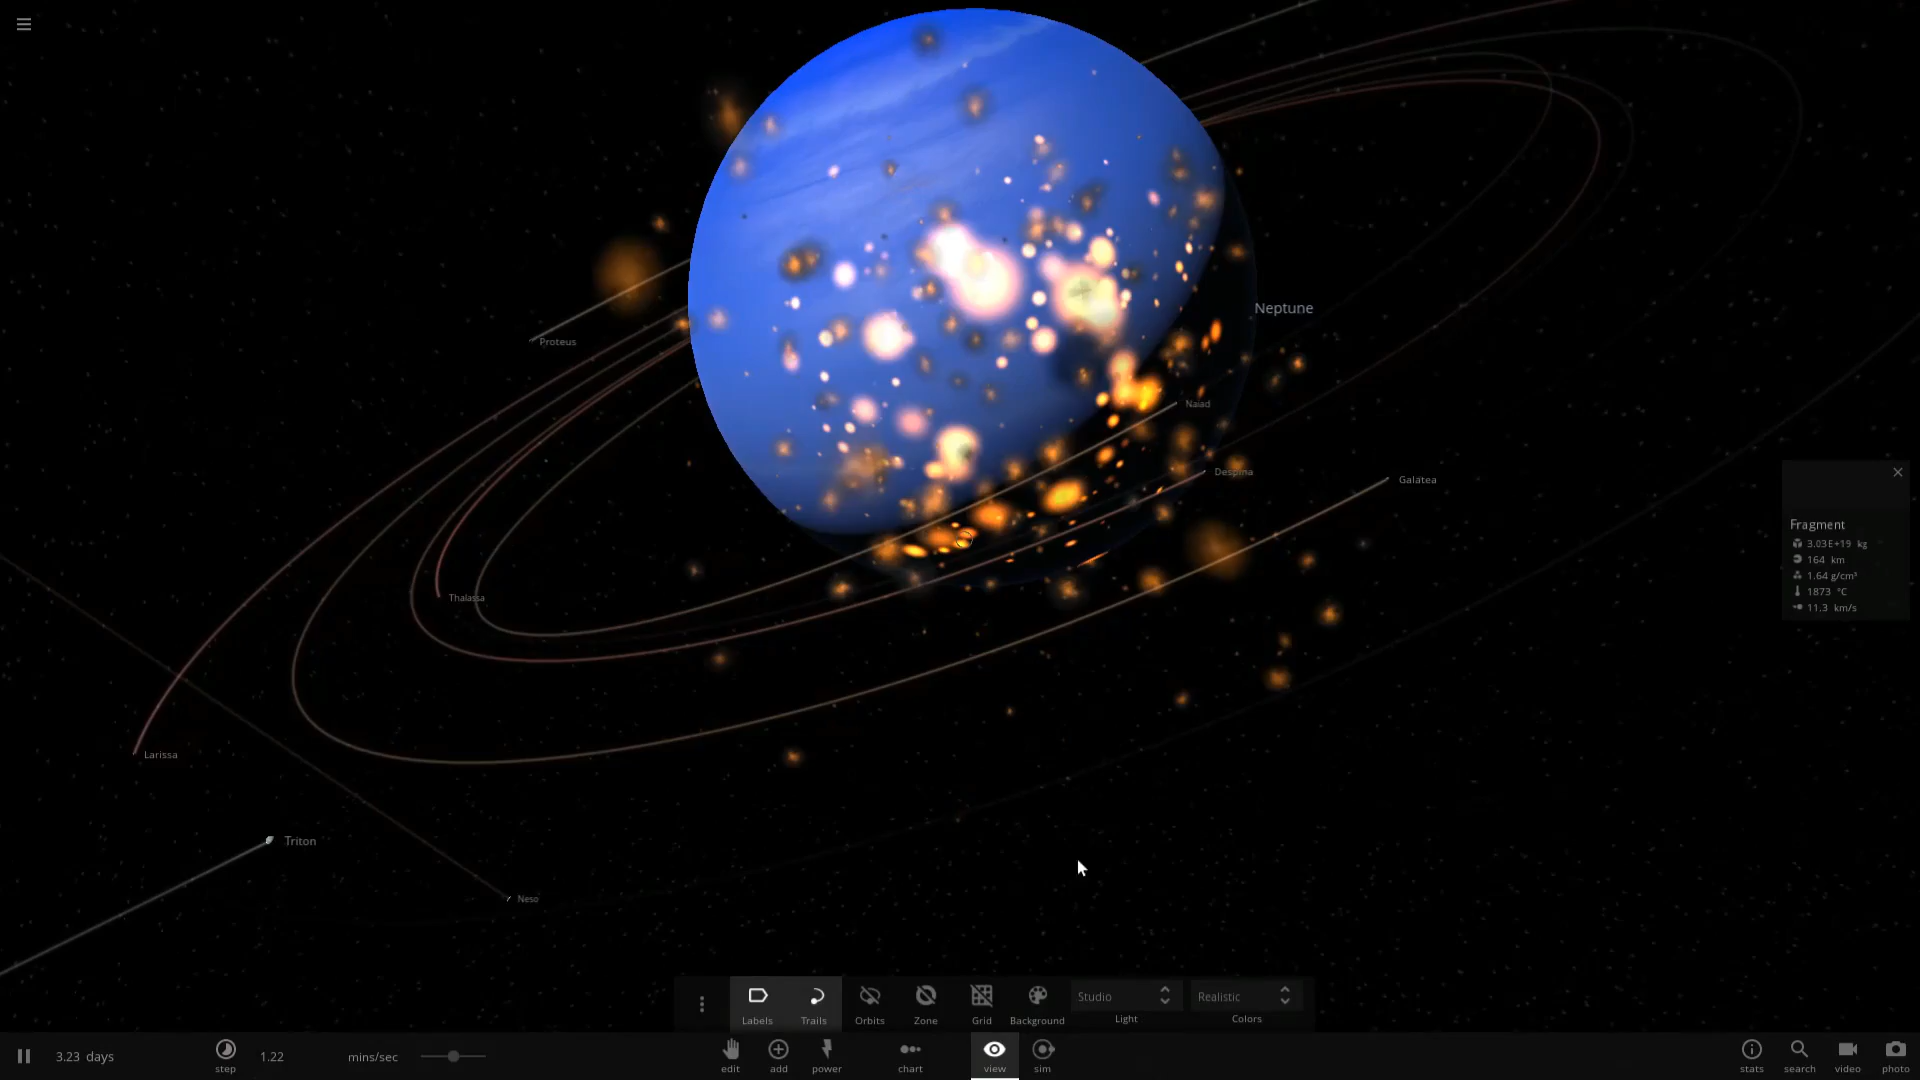 Neptune
Proteus
Naiad
Despina
Galatea
Fragment
3.03E+19 kg
164 km
1.64 g/cm³
1873 °C
11.3 km/s
Thalassa
Larissa
Triton
Neso
Labels
Trails
Orbits
Zone
Grid
Background
Studio
Light
Realistic
Colors
3.23 days
step
1.22 mins/sec
edit
add
power
chart
view
sim
stats
search
video
photo